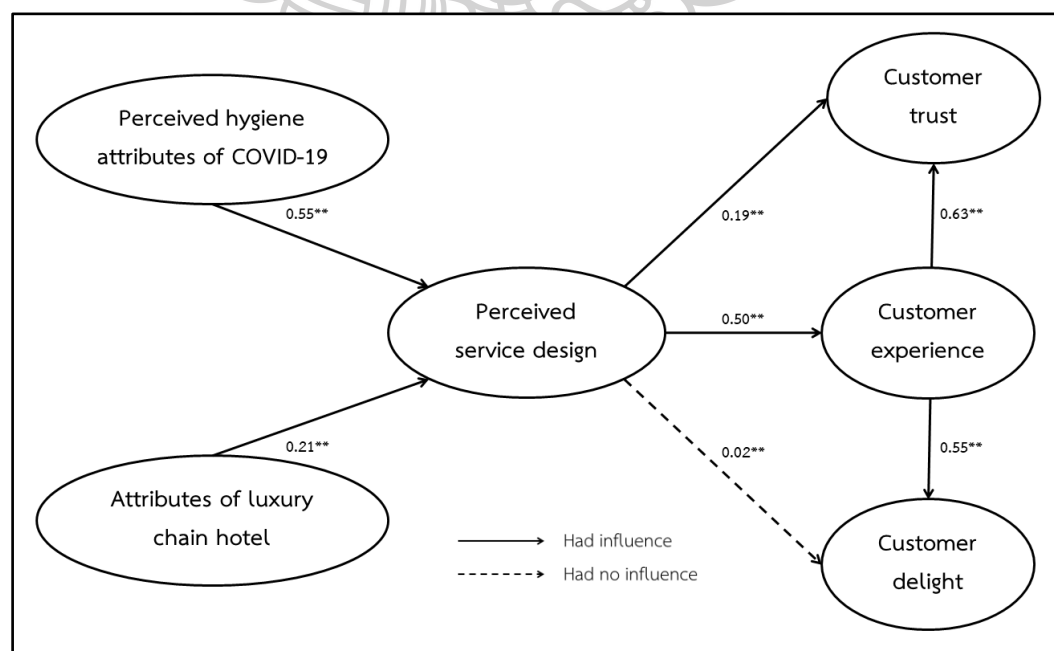 Perceived hygiene
attributes of COVID-19
Customer
trust
0.55**
0.19**
0.63**
Perceived
service design
0.50**
Customer
experience
0.21**
0.02**
0.55**
Attributes of luxury
chain hotel
Had influence
Had no influence
Customer
delight